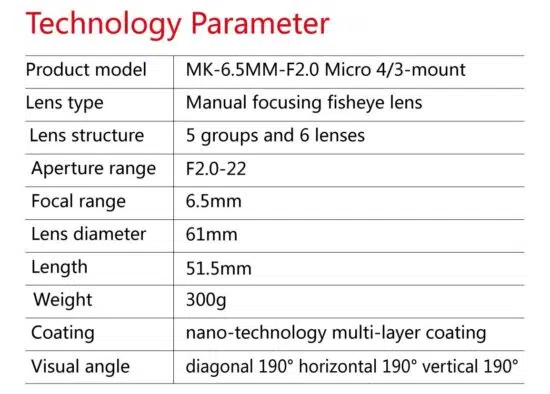 Technology Parameter
Product model MK-6.5MM-F2.0 Micro 4/3-mount
Lens type Manual focusing fisheye lens
Lens structure 5 groups and 6 lenses
Aperture range F2.0-22
Focal range 6.5mm
Lens diameter 61mm
Length 51.5mm
Weight 300g
Coating nano-technology multi-layer coating
Visual angle diagonal 190° horizontal 190° vertical 190°